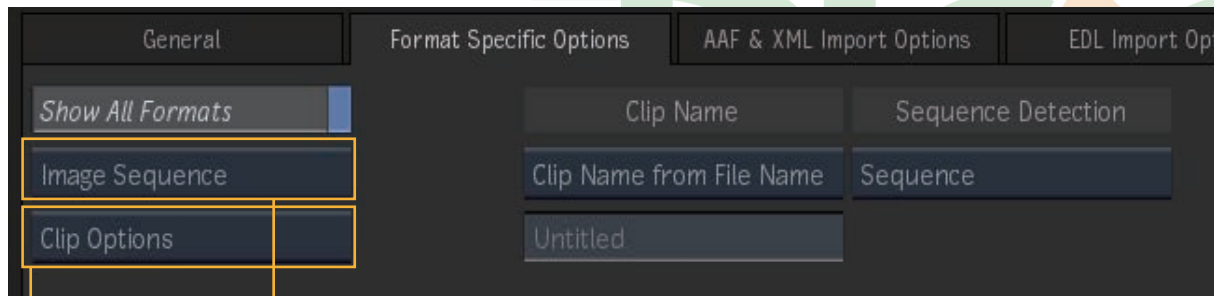 General Format Specific Options AAF & XML Import Options EDL Import Op
Show All Formats Clip Name Sequence Detection
Image Sequence Clip Name from File Name Sequence
Clip Options Untitled